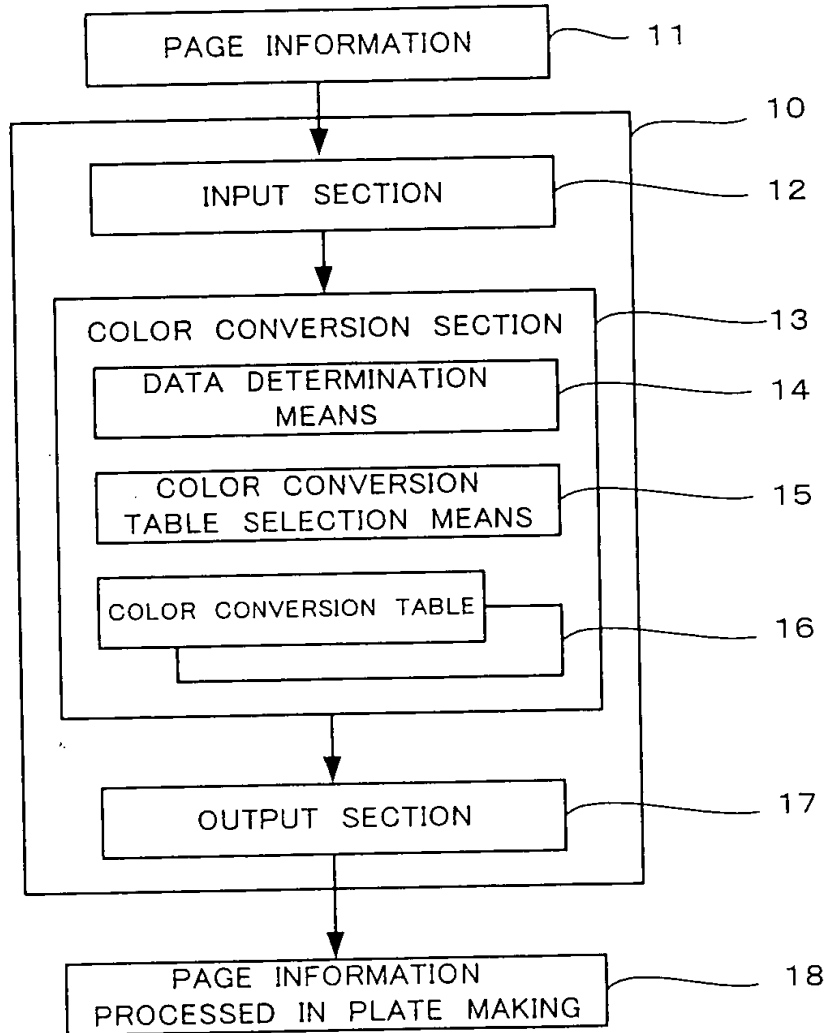 PAGE INFORMATION
11
10
INPUT SECTION
12
COLOR CONVERSION SECTION
13
DATA DETERMINATION
MEANS
14
COLOR CONVERSION
TABLE SELECTION MEANS
15
COLOR CONVERSION TABLE
16
OUTPUT SECTION
17
PAGE INFORMATION
PROCESSED IN PLATE MAKING
18